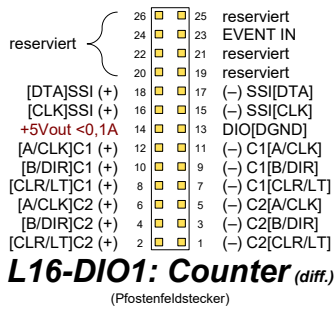 26 25 reserviert
24 23 EVENT IN
reserviert
22 21 reserviert
20 19 reserviert
[DTA]SSI (+) 18 17 (–) SSI[DTA]
[CLK]SSI (+) 16 15 (–) SSI[CLK]
+5Vout <0,1A 14 13 DIO[DGND]
[A/CLK]C1 (+) 12 11 (–) C1[A/CLK]
[B/DIR]C1 (+) 10 9 (–) C1[B/DIR]
[CLR/LT]C1 (+) 8 7 (–) C1[CLR/LT]
[A/CLK]C2 (+) 6 5 (–) C2[A/CLK]
[B/DIR]C2 (+) 4 3 (–) C2[B/DIR]
[CLR/LT]C2 (+) 2 1 (–) C2[CLR/LT]
L16-DIO1: Counter (diff.)
(Pfostenfeldstecker)